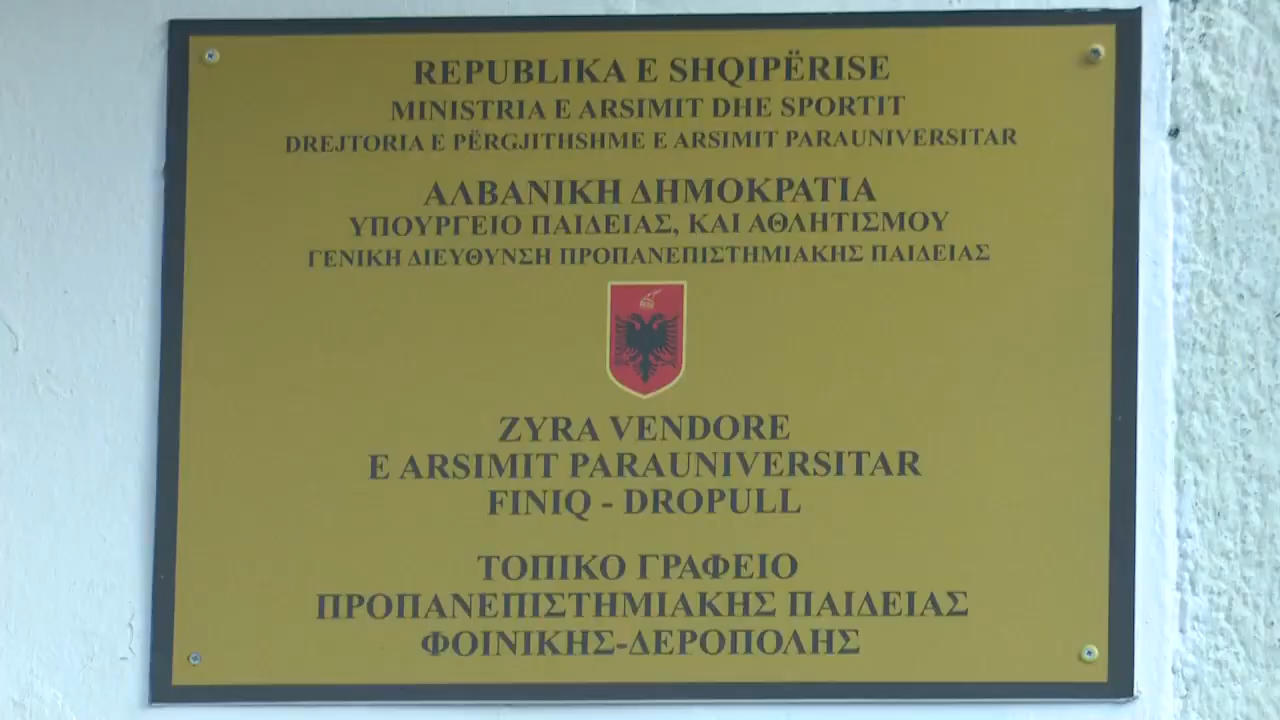 REPUBLIKA E SHQIPËRISE
MINISTRIA E ARSIMIT DHE SPORTIT
DREJTORIA E PËRGJITHSHME E ARSIMIT PARAUNIVERSITAR
ΑΛΒΑΝΙΚΗ ΔΗΜΟΚΡΑΤΙΑ
ΥΠΟΥΡΓΕΙΟ ΠΑΙΔΕΙΑΣ, ΚΑΙ ΑΘΛΗΤΙΣΜΟΥ
ΓΕΝΙΚΗ ΔΙΕΥΘΥΝΣΗ ΠΡΟΠΑΝΕΠΙΣΤΗΜΙΑΚΗΣ ΠΑΙΔΕΙΑΣ
ZYRA VENDORE
E ARSIMIT PARAUNIVERSITAR
FINIQ - DROPULL
ΤΟΠΙΚΟ ΓΡΑΦΕΙΟ
ΠΡΟΠΑΝΕΠΙΣΤΗΜΙΑΚΗΣ ΠΑΙΔΕΙΑΣ
ΦΟΙΝΙΚΗΣ-ΔΕΡΟΠΟΛΗΣ